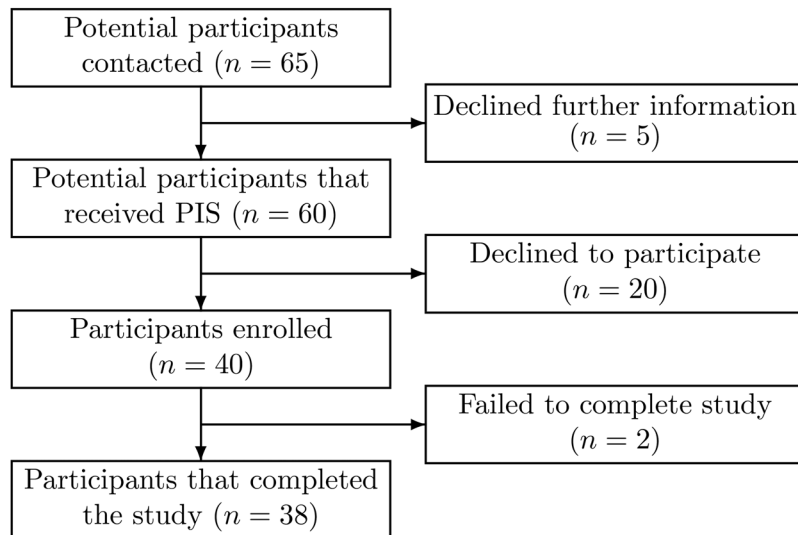 Potential participants
contacted (n = 65)
Declined further information
(n = 5)
Potential participants that
received PIS (n = 60)
Declined to participate
(n = 20)
Participants enrolled
(n = 40)
Failed to complete study
(n = 2)
Participants that completed
the study (n = 38)